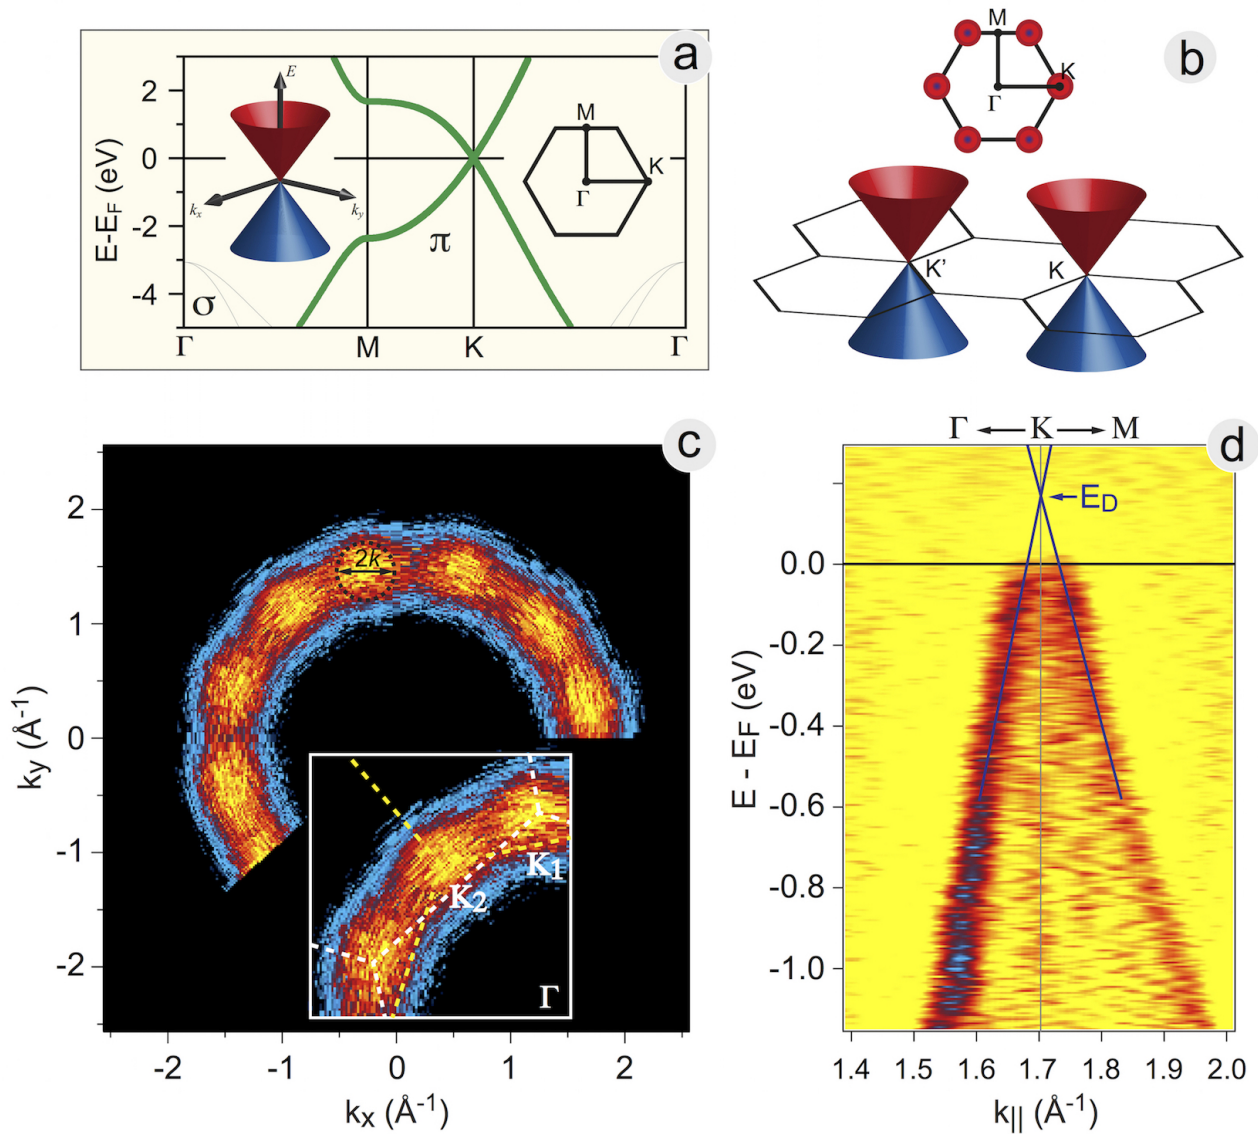 a
E
k_x
k_y
E-E_F (eV)
2
0
-2
-4
σ
π
M
K
Γ
Γ
M
K
Γ
b
M
K
Γ
K’
K
c
2k
k_y (Å⁻¹)
2
1
0
-1
-2
K₁
K₂
Γ
-2
-1
0
1
2
k_x (Å⁻¹)
d
Γ ← K → M
E_D
E - E_F (eV)
0.0
-0.2
-0.4
-0.6
-0.8
-1.0
1.4 1.5 1.6 1.7 1.8 1.9 2.0
k_|| (Å⁻¹)